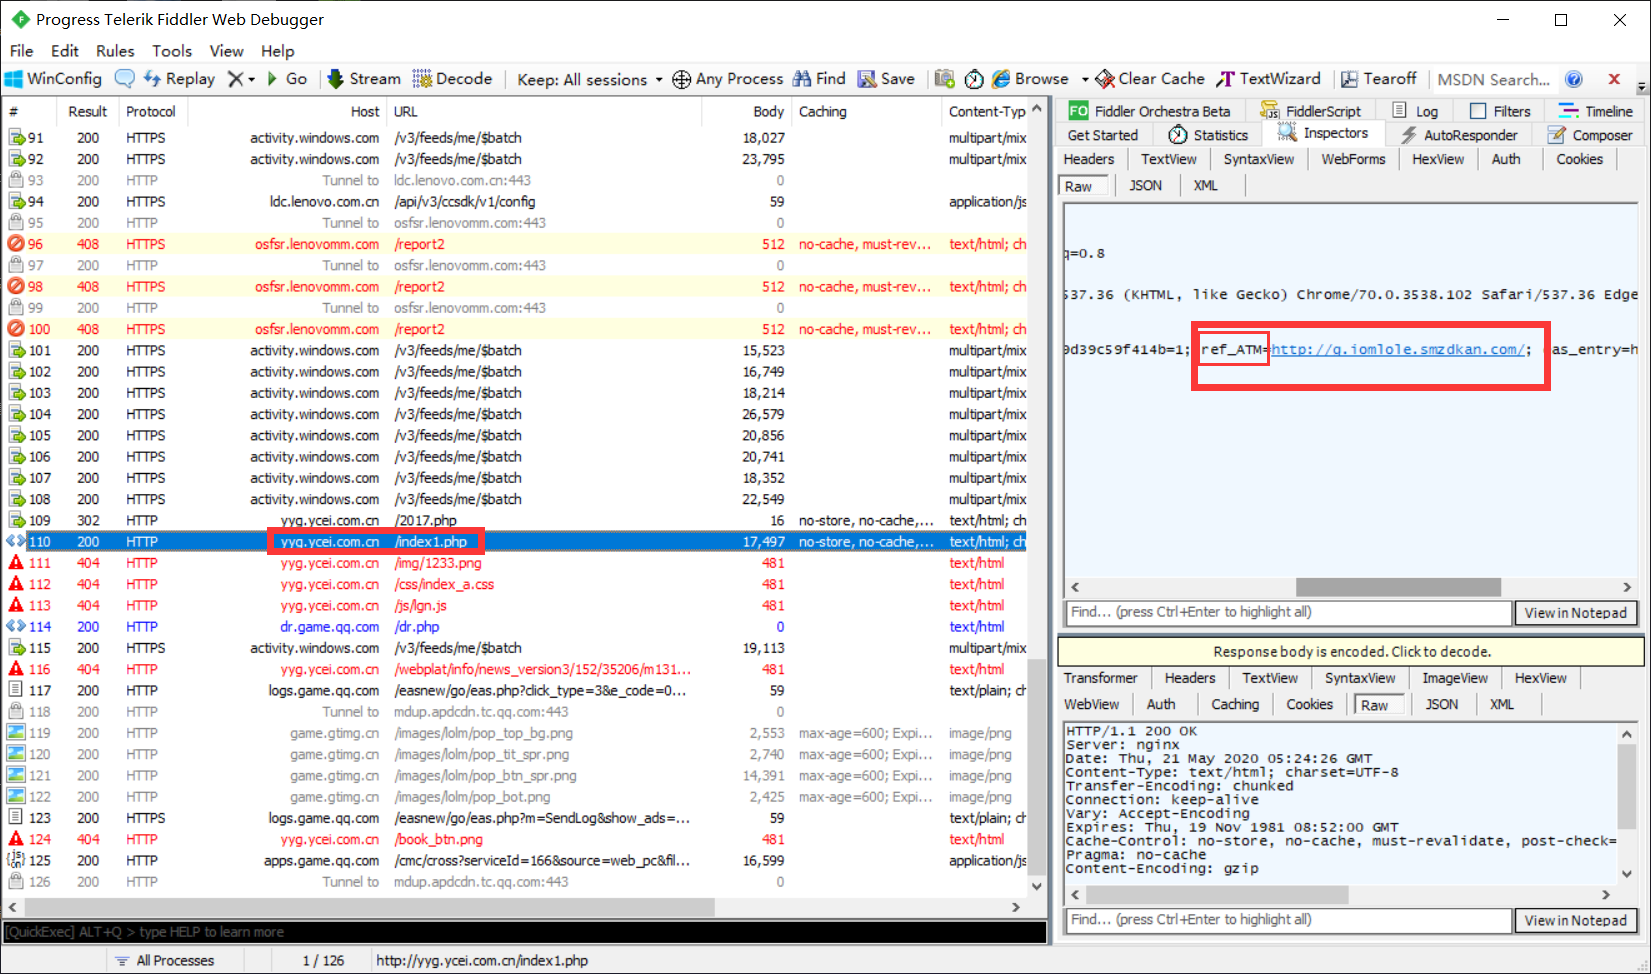 Progress Telerik Fiddler Web Debugger
File Edit Rules Tools View Help
WinConfig Replay Go Stream Decode Keep: All sessions Any Process Find Save Browse Clear Cache TextWizard Tearoff MSDN Search...
# Result Protocol Host URL Body Caching Content-Typ
91 200 HTTPS activity.windows.com /v3/feeds/me/$batch 18,027 multipart/mix
92 200 HTTPS activity.windows.com /v3/feeds/me/$batch 23,795 multipart/mix
93 200 HTTP Tunnel to ldc.lenovo.com.cn:443 0
94 200 HTTPS ldc.lenovo.com.cn /api/v3/ccsdk/v1/config 59 application/js
95 200 HTTP Tunnel to osfsr.lenovomm.com:443 0
96 408 HTTPS osfsr.lenovomm.com /report2 512 no-cache, must-rev... text/html; ch
97 200 HTTP Tunnel to osfsr.lenovomm.com:443 0
98 408 HTTPS osfsr.lenovomm.com /report2 512 no-cache, must-rev... text/html; ch
99 200 HTTP Tunnel to osfsr.lenovomm.com:443 0
100 408 HTTPS osfsr.lenovomm.com /report2 512 no-cache, must-rev... text/html; ch
101 200 HTTPS activity.windows.com /v3/feeds/me/$batch 15,523 multipart/mix
102 200 HTTPS activity.windows.com /v3/feeds/me/$batch 16,749 multipart/mix
103 200 HTTPS activity.windows.com /v3/feeds/me/$batch 18,214 multipart/mix
104 200 HTTPS activity.windows.com /v3/feeds/me/$batch 26,579 multipart/mix
105 200 HTTPS activity.windows.com /v3/feeds/me/$batch 20,856 multipart/mix
106 200 HTTPS activity.windows.com /v3/feeds/me/$batch 20,741 multipart/mix
107 200 HTTPS activity.windows.com /v3/feeds/me/$batch 18,352 multipart/mix
108 200 HTTPS activity.windows.com /v3/feeds/me/$batch 22,549 multipart/mix
109 302 HTTP yyg.ycei.com.cn /2017.php 16 no-store, no-cache,... text/html; ch
110 200 HTTP yyg.ycei.com.cn /index1.php 17,497 no-store, no-cache,... text/html; ch
111 404 HTTP yyg.ycei.com.cn /img/1233.png 481 text/html
112 404 HTTP yyg.ycei.com.cn /css/index_a.css 481 text/html
113 404 HTTP yyg.ycei.com.cn /js/lgn.js 481 text/html
114 200 HTTP dr.game.qq.com /dr.php 0 text/html
115 200 HTTPS activity.windows.com /v3/feeds/me/$batch 19,113 multipart/mix
116 404 HTTP yyg.ycei.com.cn /webplat/info/news_version3/152/35206/m131... 481 text/html
117 200 HTTP logs.game.qq.com /easnew/go/eas.php?click_type=3&e_code=0... 59 text/plain; ch
118 200 HTTP Tunnel to mdup.apdcdn.tc.qq.com:443 0
119 200 HTTP game.gtimg.cn /images/lolm/pop_top_bg.png 2,553 max-age=600; Expi... image/png
120 200 HTTP game.gtimg.cn /images/lolm/pop_tit_spr.png 2,740 max-age=600; Expi... image/png
121 200 HTTP game.gtimg.cn /images/lolm/pop_btn_spr.png 14,391 max-age=600; Expi... image/png
122 200 HTTP game.gtimg.cn /images/lolm/pop_bot.png 2,425 max-age=600; Expi... image/png
123 200 HTTPS logs.game.qq.com /easnew/go/eas.php?m=SendLog&show_ads=... 59 text/plain; ch
124 404 HTTP yyg.ycei.com.cn /book_btn.png 481 text/html
125 200 HTTP apps.game.qq.com /cmc/cross?serviceId=166&source=web_pc&fil... 16,599 application/js
126 200 HTTP Tunnel to mdup.apdcdn.tc.qq.com:443 0
[QuickExec] ALT+Q > type HELP to learn more
All Processes 1 / 126 http://yyg.ycei.com.cn/index1.php
FO Fiddler Orchestra Beta FiddlerScript Log Filters Timeline
Get Started Statistics Inspectors AutoResponder Composer
Headers TextView SyntaxView WebForms HexView Auth Cookies
Raw JSON XML
q=0.8
537.36 (KHTML, like Gecko) Chrome/70.0.3538.102 Safari/537.36 Edge
9d39c59f414b=1; ref_ATM=http://q.iomlole.smzdkan.com/; eas_entry=h
Find... (press Ctrl+Enter to highlight all) View in Notepad
Response body is encoded. Click to decode.
Transformer Headers TextView SyntaxView ImageView HexView
WebView Auth Caching Cookies Raw JSON XML
HTTP/1.1 200 OK
Server: nginx
Date: Thu, 21 May 2020 05:24:26 GMT
Content-Type: text/html; charset=UTF-8
Transfer-Encoding: chunked
Connection: keep-alive
Vary: Accept-Encoding
Expires: Thu, 19 Nov 1981 08:52:00 GMT
Cache-Control: no-store, no-cache, must-revalidate, post-check=
Pragma: no-cache
Content-Encoding: gzip
Find... (press Ctrl+Enter to highlight all) View in Notepad